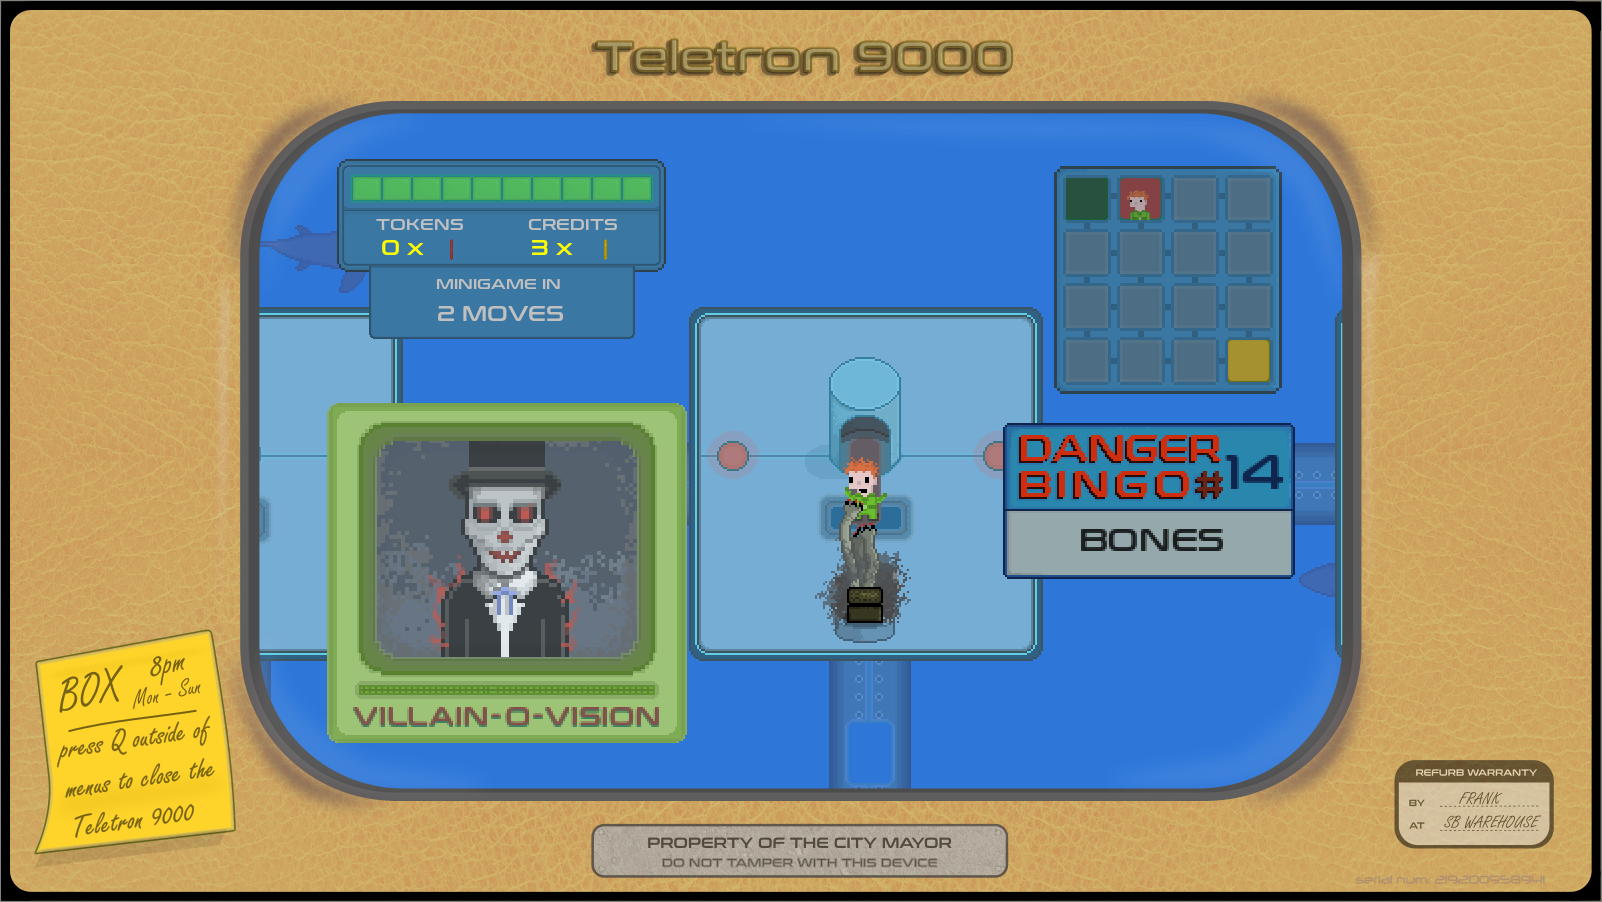 Teletron 9000
TOKENS
CREDITS
0 x
3 x
MINIGAME IN
2 MOVES
DANGER
BINGO #14
BONES
VILLAIN-O-VISION
BOX 8pm
Mon - Sun
press Q outside of
menus to close the
Teletron 9000
REFURB WARRANTY
BY FRANK
AT SB WAREHOUSE
PROPERTY OF THE CITY MAYOR
DO NOT TAMPER WITH THIS DEVICE